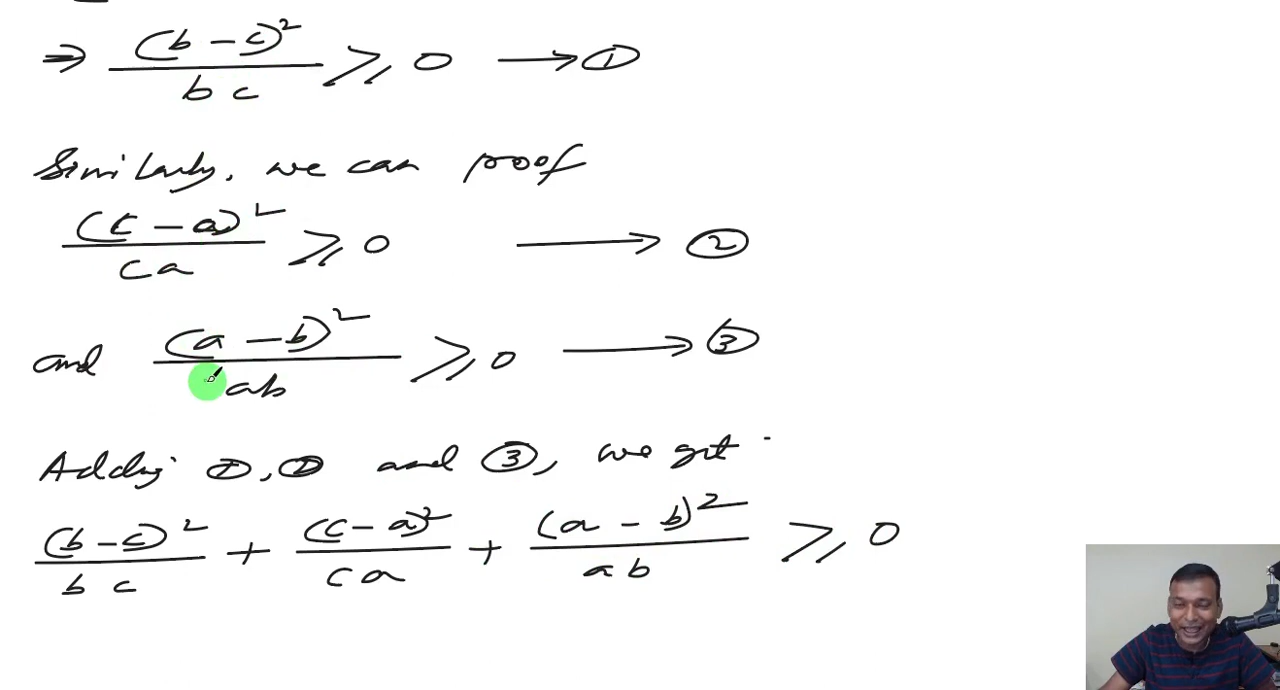 ⇒ (b - c)² / bc ≥ 0 → ①
Similarly, we can proof
(c - a)² / ca ≥ 0 → ②
and (a - b)² / ab ≥ 0 → ③
Adding ①, ② and ③, we get
(b - c)² / bc + (c - a)² / ca + (a - b)² / ab ≥ 0